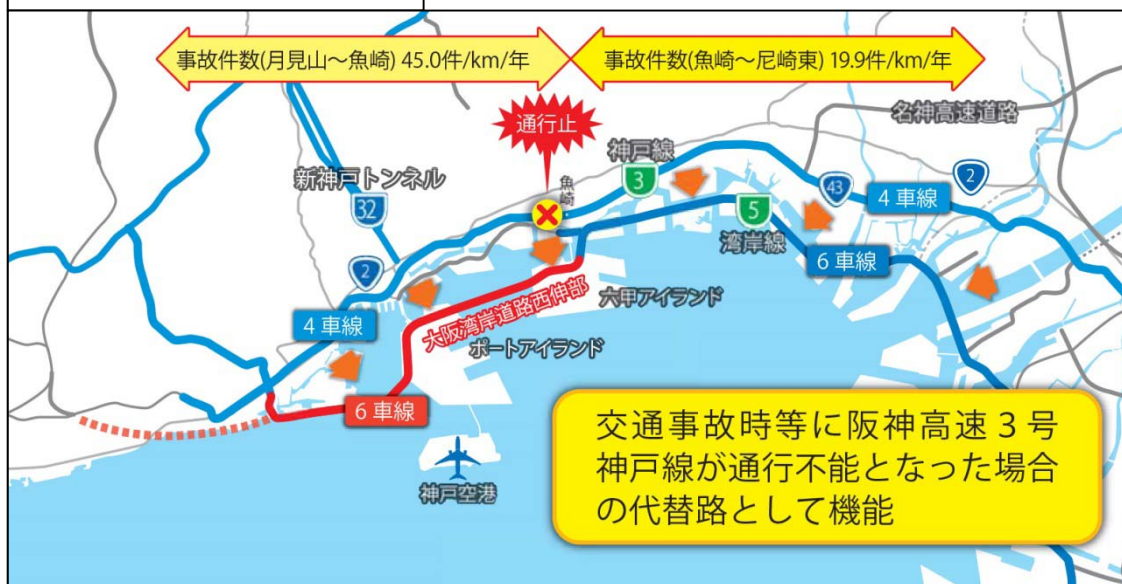 事故件数(月見山～魚崎) 45.0件/km/年
事故件数(魚崎～尼崎東) 19.9件/km/年
通行止
名神高速道路
神戸線
魚崎
新神戸トンネル
3
43
2
32
4車線
5
湾岸線
6車線
2
大阪湾岸道路西伸部
六甲アイランド
4車線
ポートアイランド
6車線
神戸空港
交通事故時等に阪神高速3号
神戸線が通行不能となった場合
の代替路として機能